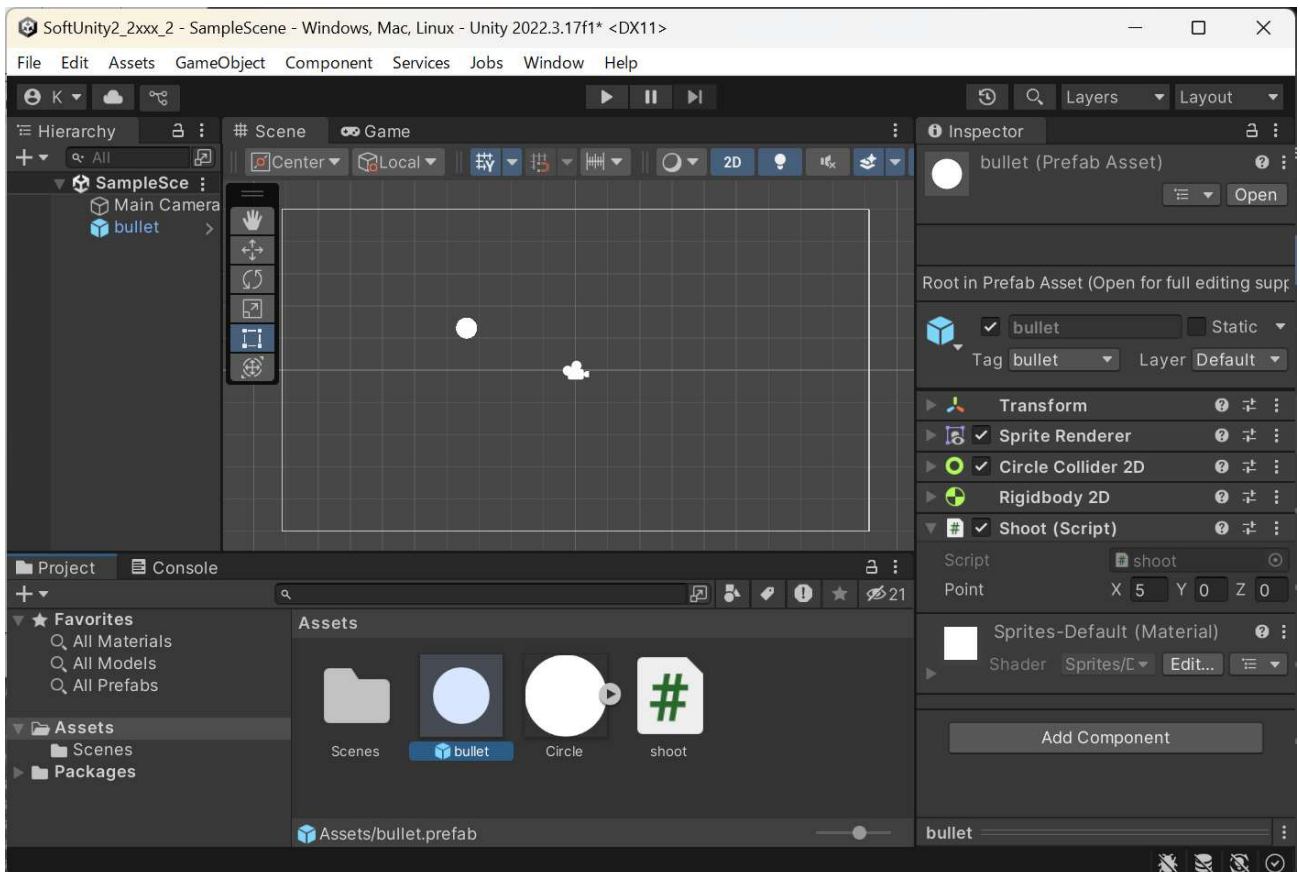 SoftUnity2_2xxx_2 - SampleScene - Windows, Mac, Linux - Unity 2022.3.17f1* <DX11>
File Edit Assets GameObject Component Services Jobs Window Help
K Layers Layout
Hierarchy
All
SampleSce
Main Camera
bullet
Scene Game
Center Local 2D
Inspector
bullet (Prefab Asset)
Open
Root in Prefab Asset (Open for full editing supp
bullet Static
Tag bullet Layer Default
Transform
Sprite Renderer
Circle Collider 2D
Rigidbody 2D
# Shoot (Script)
Script # shoot
Point X 5 Y 0 Z 0
Sprites-Default (Material)
Shader Sprites/D Edit...
Add Component
bullet
Project Console
21
Favorites
All Materials
All Models
All Prefabs
Assets
Scenes
Packages
Assets
#
Scenes bullet Circle shoot
Assets/bullet.prefab